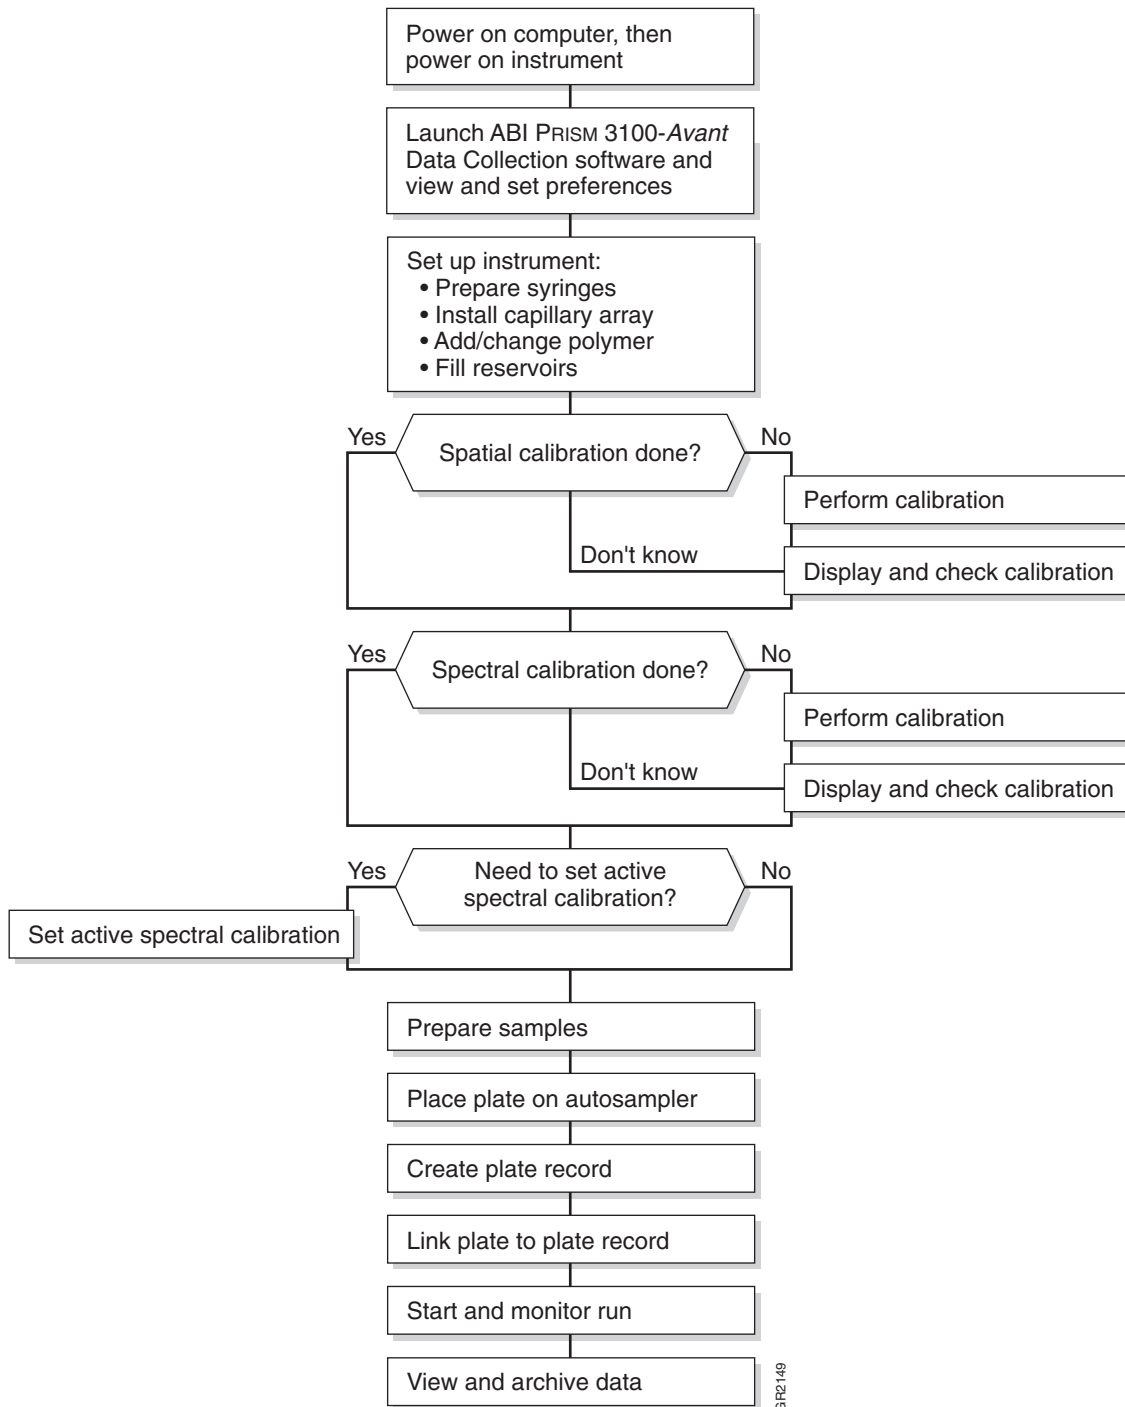 Power on computer, then
power on instrument
Launch ABI PRISM 3100-Avant
Data Collection software and
view and set preferences
Set up instrument:
• Prepare syringes
• Install capillary array
• Add/change polymer
• Fill reservoirs
Yes
Spatial calibration done?
No
Perform calibration
Don't know
Display and check calibration
Yes
Spectral calibration done?
No
Perform calibration
Don't know
Display and check calibration
Yes
Need to set active
spectral calibration?
No
Set active spectral calibration
Prepare samples
Place plate on autosampler
Create plate record
Link plate to plate record
Start and monitor run
View and archive data